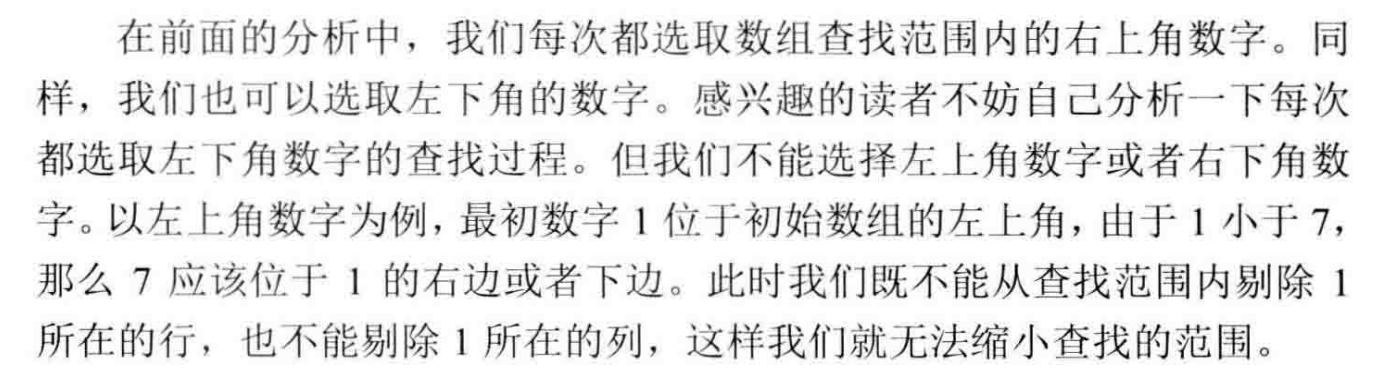 在前面的分析中，我们每次都选取数组查找范围内的右上角数字。同
样，我们也可以选取左下角的数字。感兴趣的读者不妨自己分析一下每次
都选取左下角数字的查找过程。但我们不能选择左上角数字或者右下角数
字。以左上角数字为例，最初数字 1 位于初始数组的左上角，由于 1 小于 7，
那么 7 应该位于 1 的右边或者下边。此时我们既不能从查找范围内剔除 1
所在的行，也不能剔除 1 所在的列，这样我们就无法缩小查找的范围。